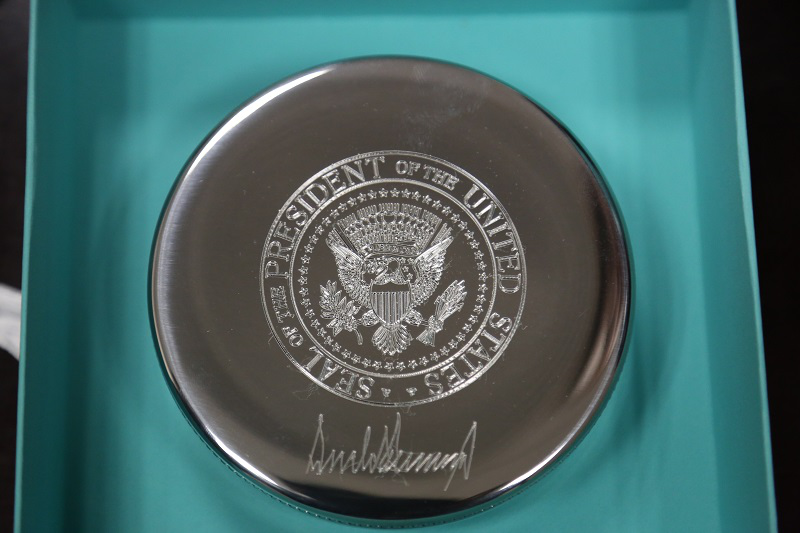 SEAL OF THE PRESIDENT OF THE UNITED STATES